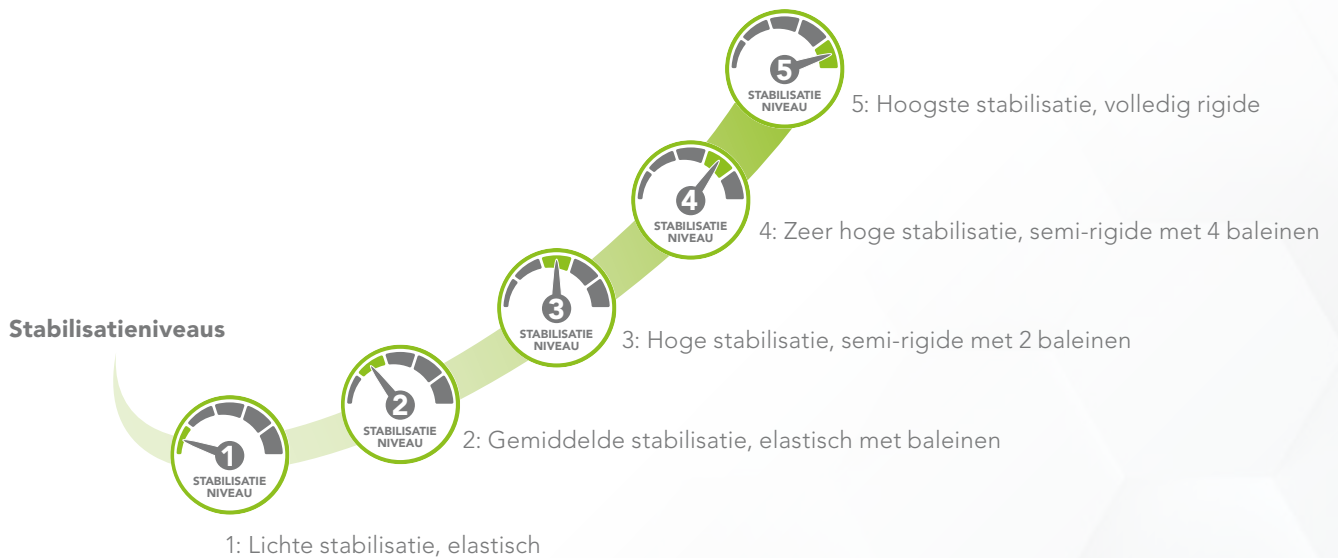 5
STABILISATIE
NIVEAU
5: Hoogste stabilisatie, volledig rigide
4
STABILISATIE
NIVEAU
4: Zeer hoge stabilisatie, semi-rigide met 4 baleinen
3
STABILISATIE
NIVEAU
3: Hoge stabilisatie, semi-rigide met 2 baleinen
Stabilisatieniveaus
2
STABILISATIE
NIVEAU
2: Gemiddelde stabilisatie, elastisch met baleinen
1
STABILISATIE
NIVEAU
1: Lichte stabilisatie, elastisch